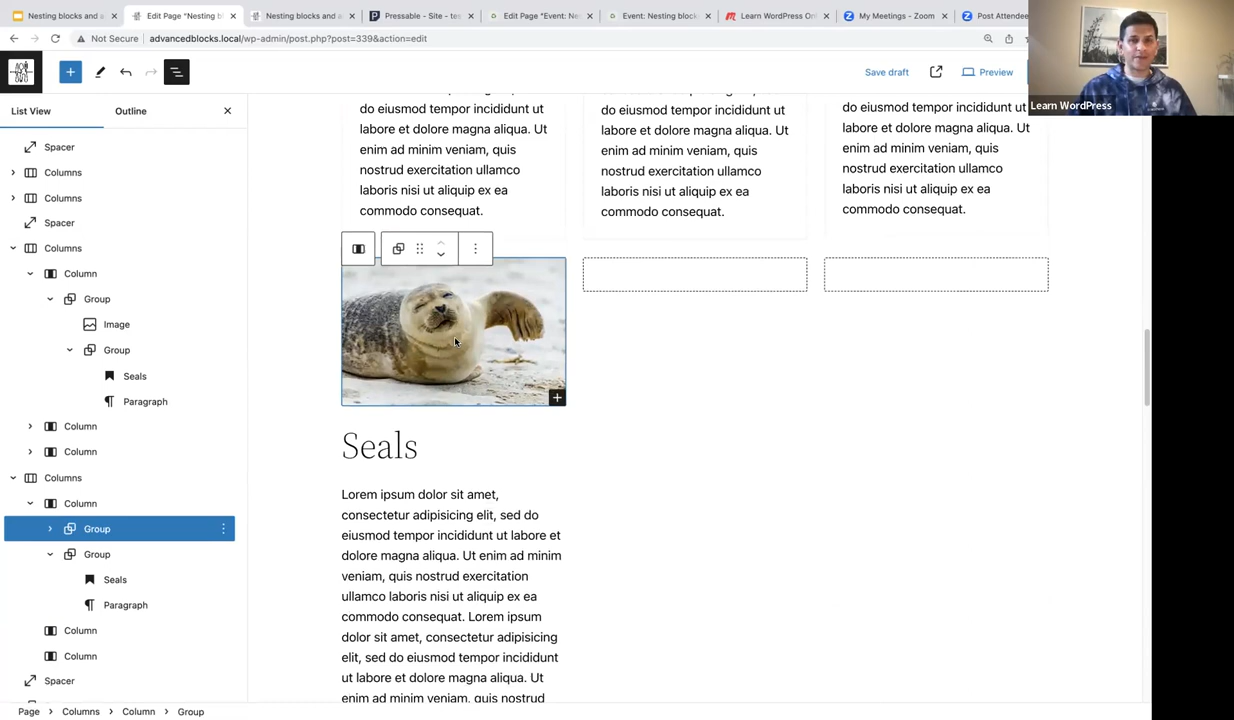 Nesting blocks and a
Edit Page "Nesting b
Nesting blocks and a
Pressable - Site - tes
Edit Page "Event: Ne
Event: Nesting block
Learn WordPress On
My Meetings - Zoom
Post Attendee
Not Secure
advancedblocks.local/wp-admin/post.php?post=339&action=edit
Save draft
Preview
Learn WordPress
List View
Outline
Spacer
Columns
Columns
Spacer
Columns
Column
Group
Image
Group
Seals
Paragraph
Column
Column
Columns
Column
Group
Group
Seals
Paragraph
Column
Column
Spacer
do eiusmod tempor incididunt ut
labore et dolore magna aliqua. Ut
enim ad minim veniam, quis
nostrud exercitation ullamco
laboris nisi ut aliquip ex ea
commodo consequat.
do eiusmod tempor incididunt ut
labore et dolore magna aliqua. Ut
enim ad minim veniam, quis
nostrud exercitation ullamco
laboris nisi ut aliquip ex ea
commodo consequat.
do eiusmod tempor incididunt ut
labore et dolore magna aliqua. Ut
enim ad minim veniam, quis
nostrud exercitation ullamco
laboris nisi ut aliquip ex ea
commodo consequat.
Seals
Lorem ipsum dolor sit amet,
consectetur adipisicing elit, sed do
eiusmod tempor incididunt ut labore et
dolore magna aliqua. Ut enim ad minim
veniam, quis nostrud exercitation
ullamco laboris nisi ut aliquip ex ea
commodo consequat. Lorem ipsum
dolor sit amet, consectetur adipisicing
elit, sed do eiusmod tempor incididunt
ut labore et dolore magna aliqua. Ut
enim ad minim veniam, quis nostrud
Page › Columns › Column › Group